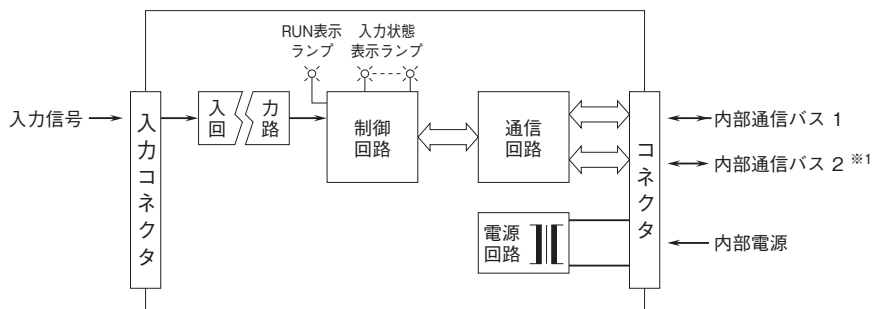 RUN表示
ランプ
入力状態
表示ランプ
入力信号
入力コネクタ
入力
回路
制御
回路
通信
回路
コネクタ
内部通信バス 1
内部通信バス 2 ※1
電源
回路
内部電源